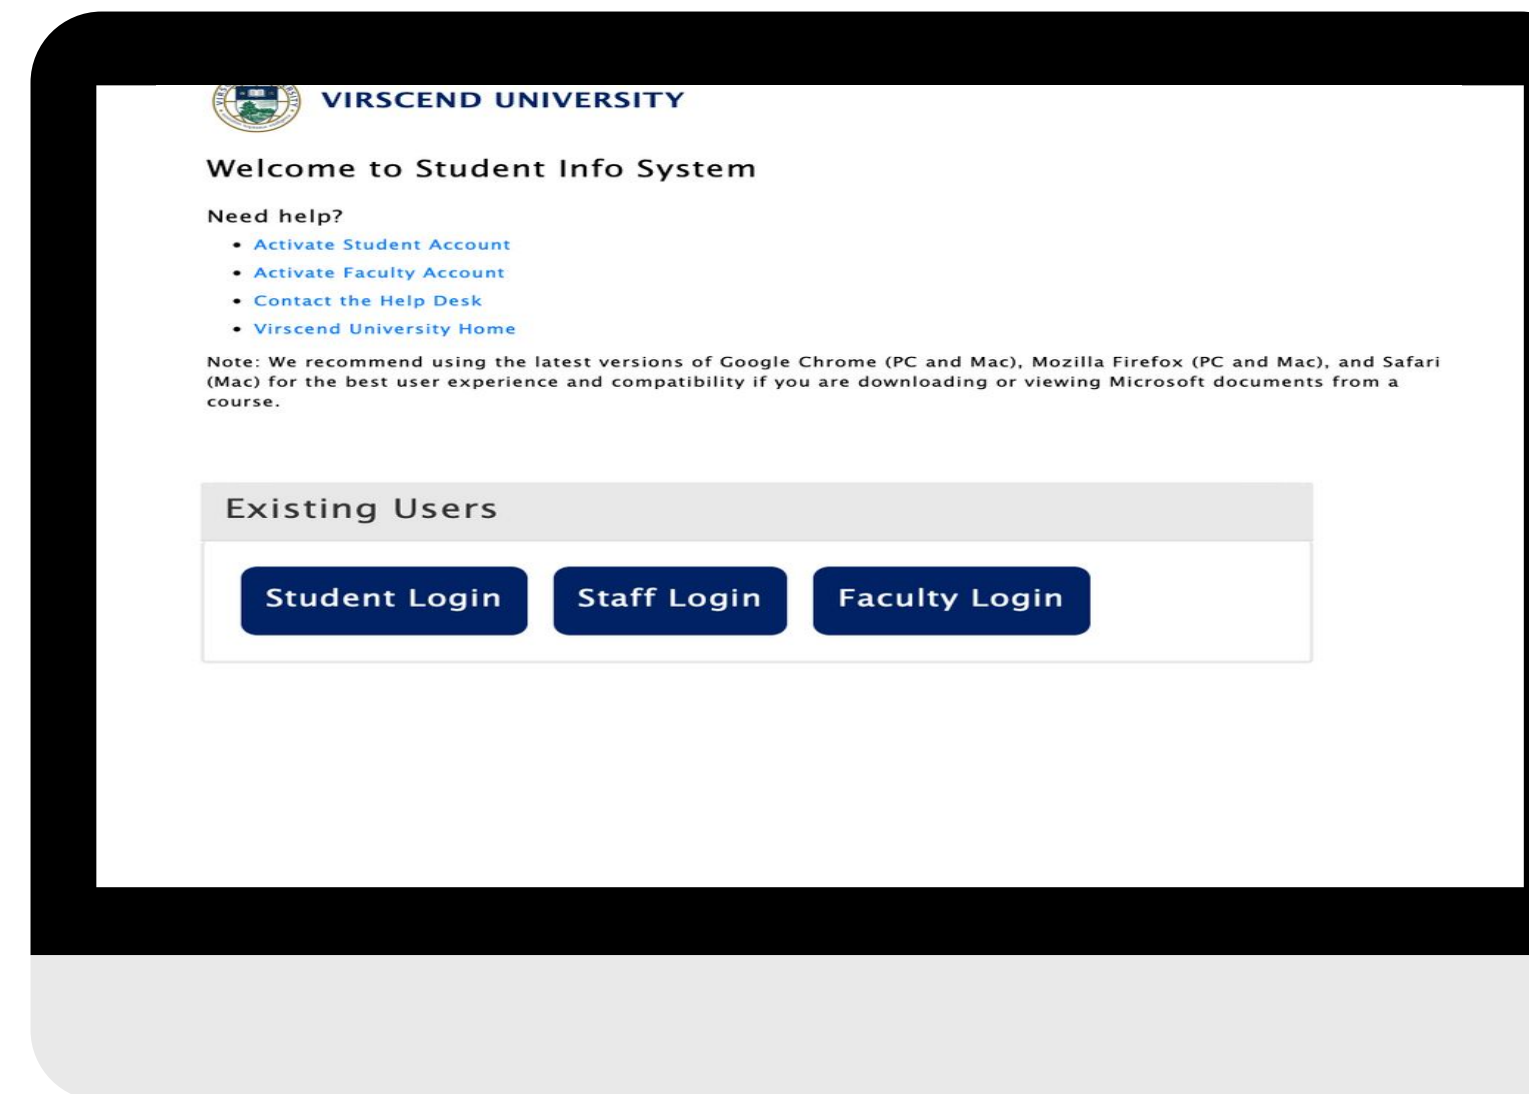 VIRSCEND UNIVERSITY
Welcome to Student Info System
Need help?
• Activate Student Account
• Activate Faculty Account
• Contact the Help Desk
• Virscend University Home
Note: We recommend using the latest versions of Google Chrome (PC and Mac), Mozilla Firefox (PC and Mac), and Safari
(Mac) for the best user experience and compatibility if you are downloading or viewing Microsoft documents from a
course.
Existing Users
Student Login Staff Login Faculty Login